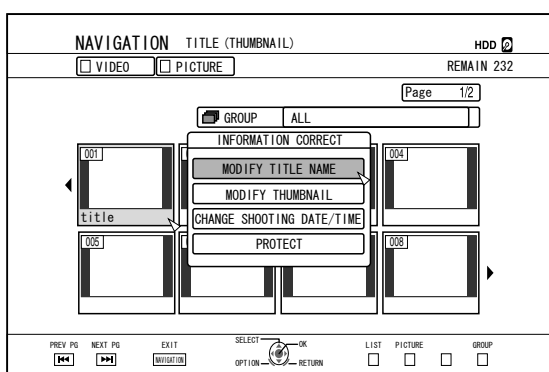 NAVIGATION TITLE (THUMBNAIL) HDD
VIDEO PICTURE REMAIN 232
Page 1/2
GROUP ALL
INFORMATION CORRECT
001 004
MODIFY TITLE NAME
MODIFY THUMBNAIL
title CHANGE SHOOTING DATE/TIME
005 PROTECT 008
PREV PG NEXT PG EXIT SELECT OK LIST PICTURE GROUP
NAVIGATION OPTION RETURN